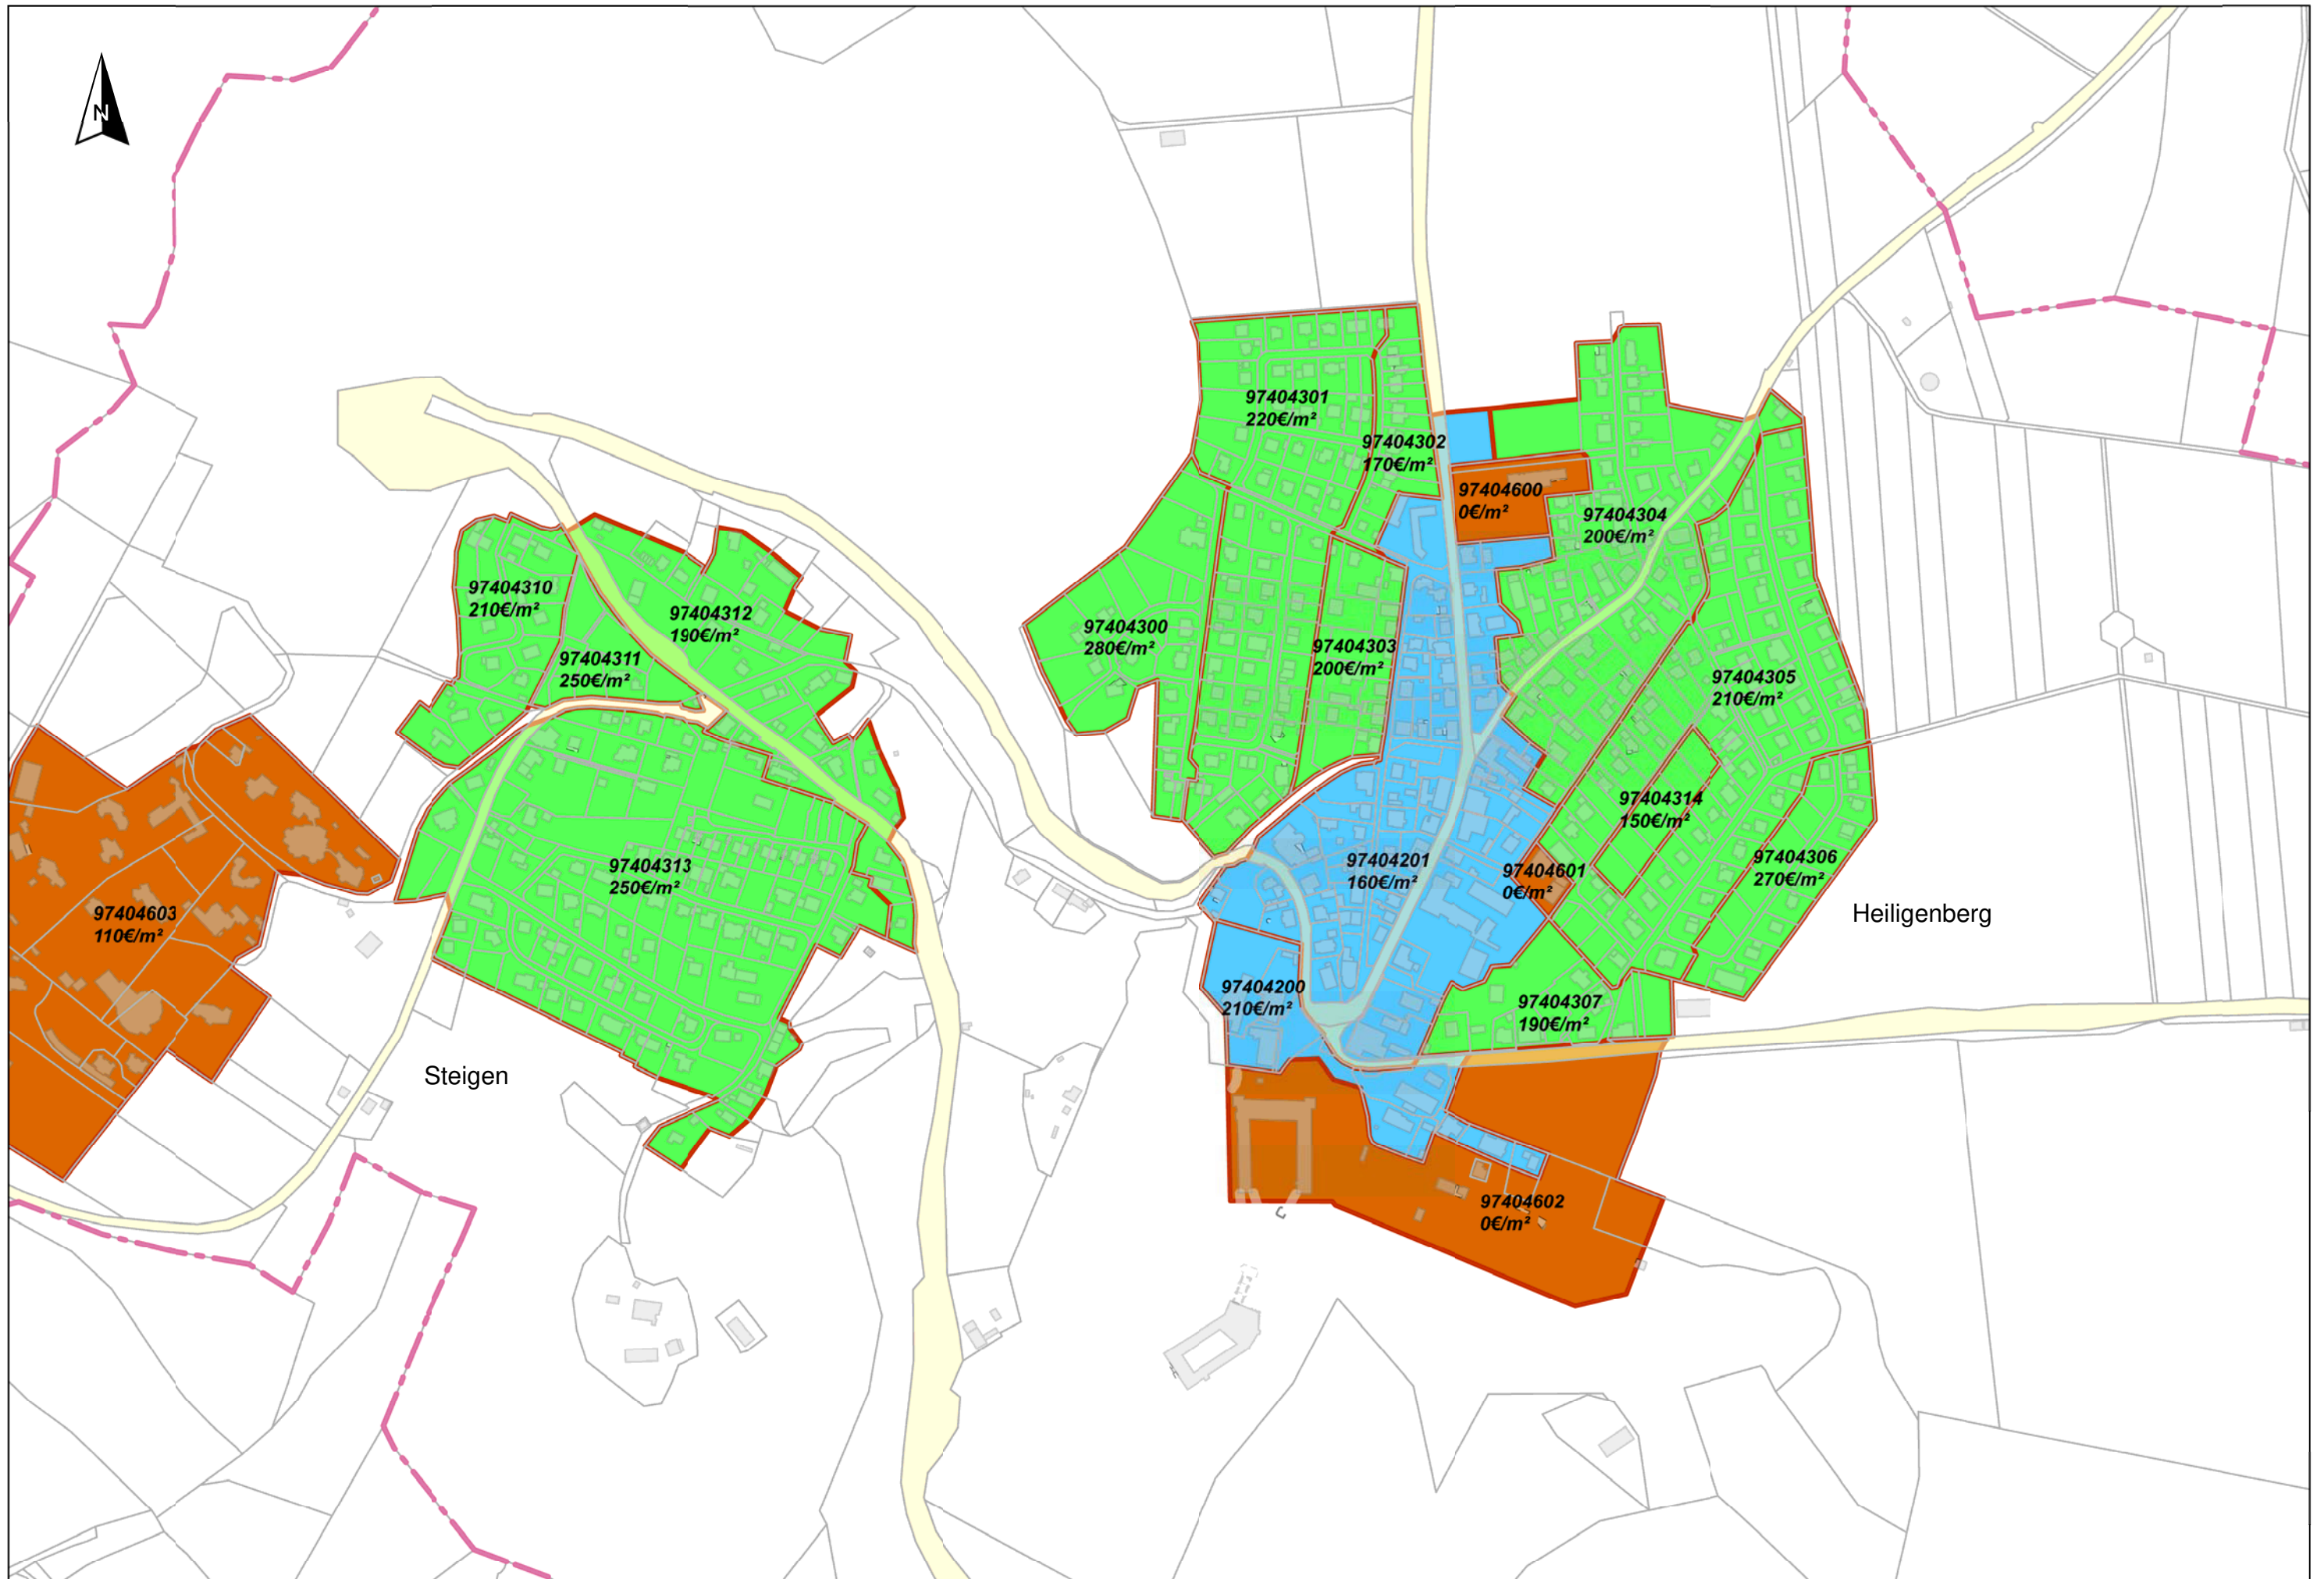 N
97404301
220€/m²
97404302
170€/m²
97404600
0€/m²
97404304
200€/m²
97404310
210€/m²
97404312
190€/m²
97404311
250€/m²
97404300
280€/m²
97404303
200€/m²
97404305
210€/m²
97404314
150€/m²
97404313
250€/m²
97404201
160€/m²
97404601
0€/m²
97404306
270€/m²
97404603
110€/m²
Heiligenberg
97404200
210€/m²
97404307
190€/m²
Steigen
97404602
0€/m²